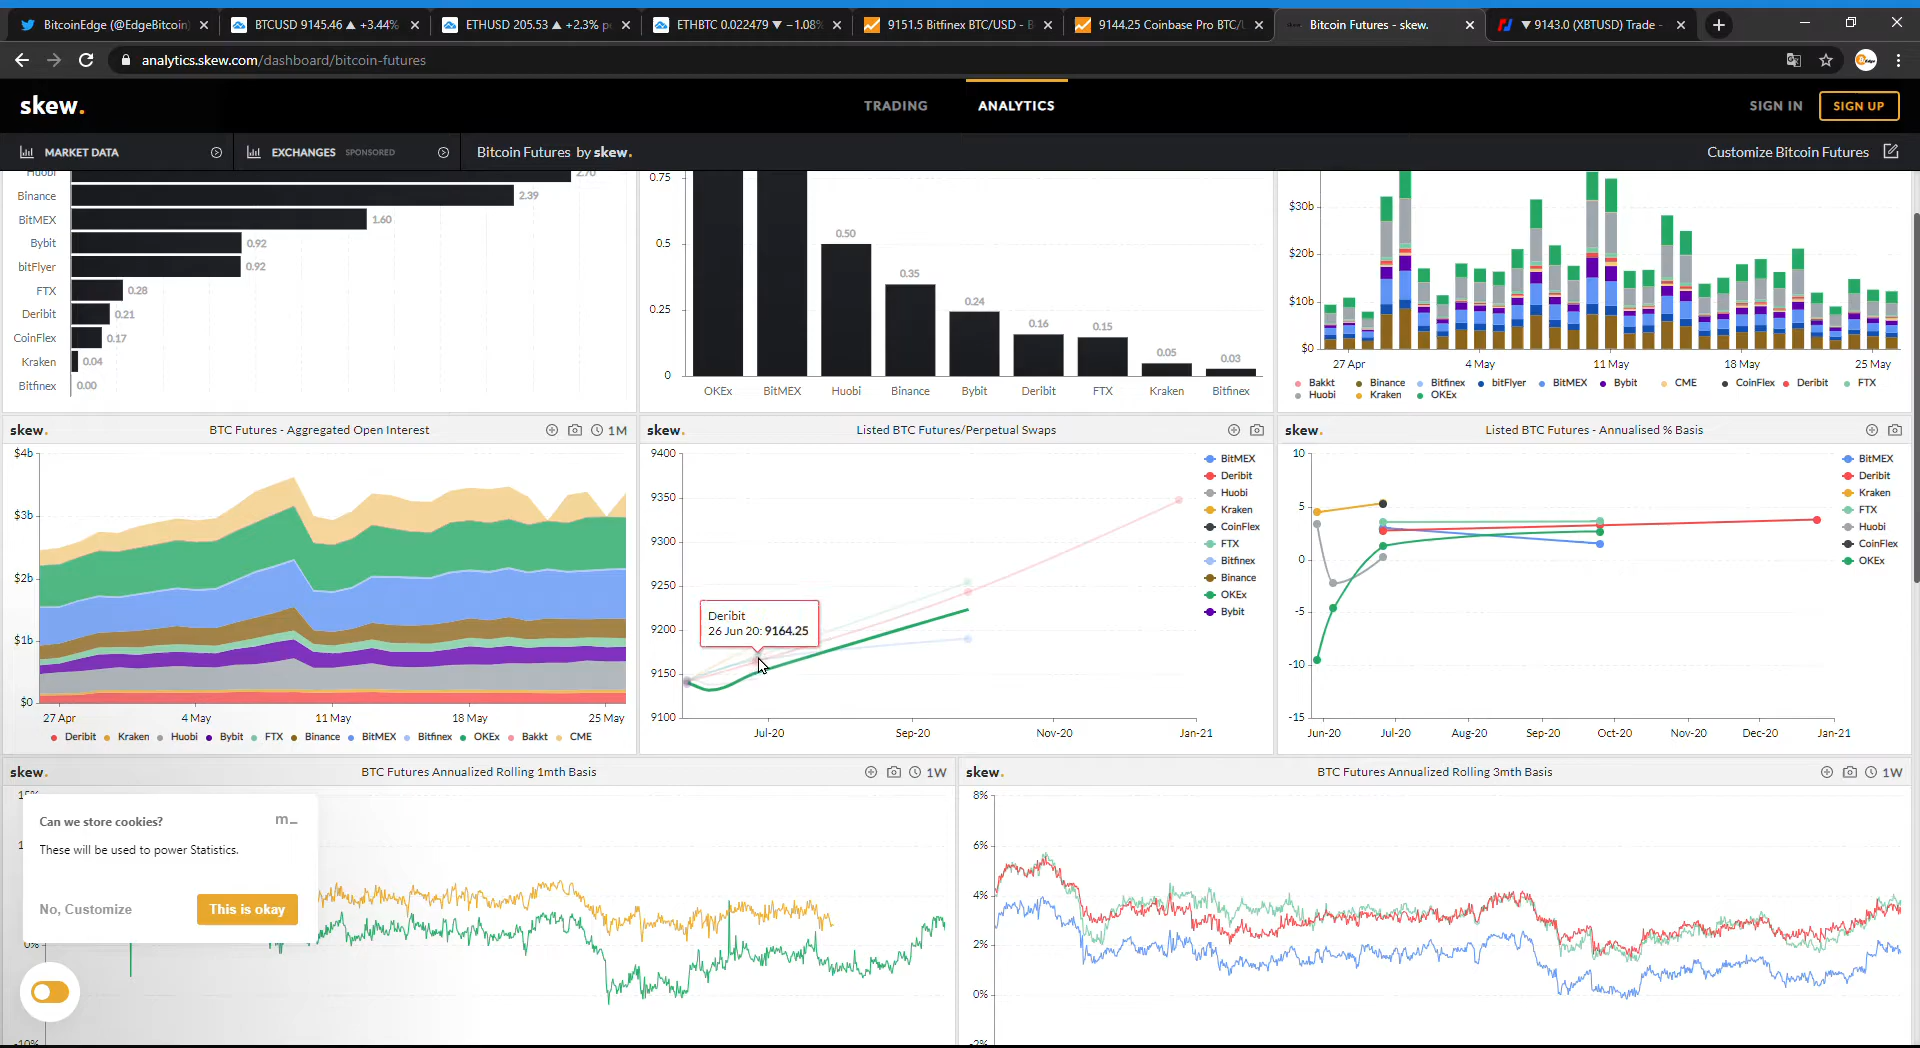 BitcoinEdge (@EdgeBitcoin)
BTCUSD 9145.46 ▲ +3.44%
ETHUSD 205.53 ▲ +2.3%
ETHBTC 0.022479 ▼ −1.08%
9151.5 Bitfinex BTC/USD - B
9144.25 Coinbase Pro BTC/
Bitcoin Futures - skew.
▼ 9143.0 (XBTUSD) Trade -
analytics.skew.com/dashboard/bitcoin-futures
skew.
TRADING
ANALYTICS
SIGN IN
SIGN UP
MARKET DATA
EXCHANGES SPONSORED
Bitcoin Futures by skew.
Customize Bitcoin Futures
Huobi 2.70
Binance 2.39
BitMEX 1.60
Bybit 0.92
bitFlyer 0.92
FTX 0.28
Deribit 0.21
CoinFlex 0.17
Kraken 0.04
Bitfinex 0.00
0.75
0.5
0.25
0
0.50
0.35
0.24
0.16
0.15
0.05
0.03
OKEx BitMEX Huobi Binance Bybit Deribit FTX Kraken Bitfinex
$30b
$20b
$10b
$0
27 Apr 4 May 11 May 18 May 25 May
Bakkt Binance Bitfinex bitFlyer BitMEX Bybit CME CoinFlex Deribit FTX
Huobi Kraken OKEx
skew.
BTC Futures - Aggregated Open Interest
1M
$4b
$3b
$2b
$1b
$0
27 Apr 4 May 11 May 18 May 25 May
Deribit Kraken Huobi Bybit FTX Binance BitMEX Bitfinex OKEx Bakkt CME
skew.
Listed BTC Futures/Perpetual Swaps
9400
9350
9300
9250
9200
9150
9100
Deribit
26 Jun 20: 9164.25
Jul-20 Sep-20 Nov-20 Jan-21
BitMEX
Deribit
Huobi
Kraken
CoinFlex
FTX
Bitfinex
Binance
OKEx
Bybit
skew.
Listed BTC Futures - Annualised % Basis
10
5
0
-5
-10
-15
Jun-20 Jul-20 Aug-20 Sep-20 Oct-20 Nov-20 Dec-20 Jan-21
BitMEX
Deribit
Kraken
FTX
Huobi
CoinFlex
OKEx
skew.
BTC Futures Annualized Rolling 1mth Basis
1W
0%
-10%
Can we store cookies?
m_
These will be used to power Statistics.
No, Customize
This is okay
skew.
BTC Futures Annualized Rolling 3mth Basis
1W
8%
6%
4%
2%
0%
-2%